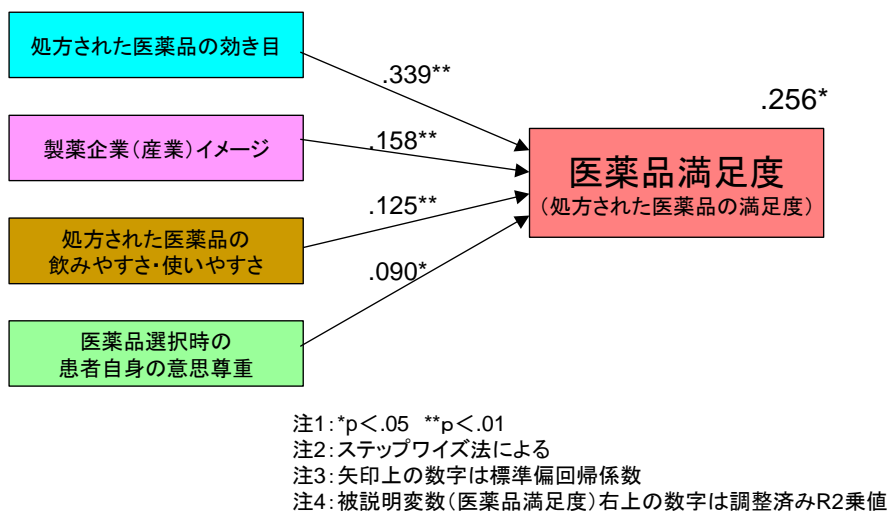 処方された医薬品の効き目
.339**
.256*
製薬企業(産業)イメージ
.158**
医薬品満足度
(処方された医薬品の満足度)
処方された医薬品の
飲みやすさ・使いやすさ
.125**
.090*
医薬品選択時の
患者自身の意思尊重
注1:*p<.05 **p<.01
注2:ステップワイズ法による
注3:矢印上の数字は標準偏回帰係数
注4:被説明変数(医薬品満足度)右上の数字は調整済みR2乗値